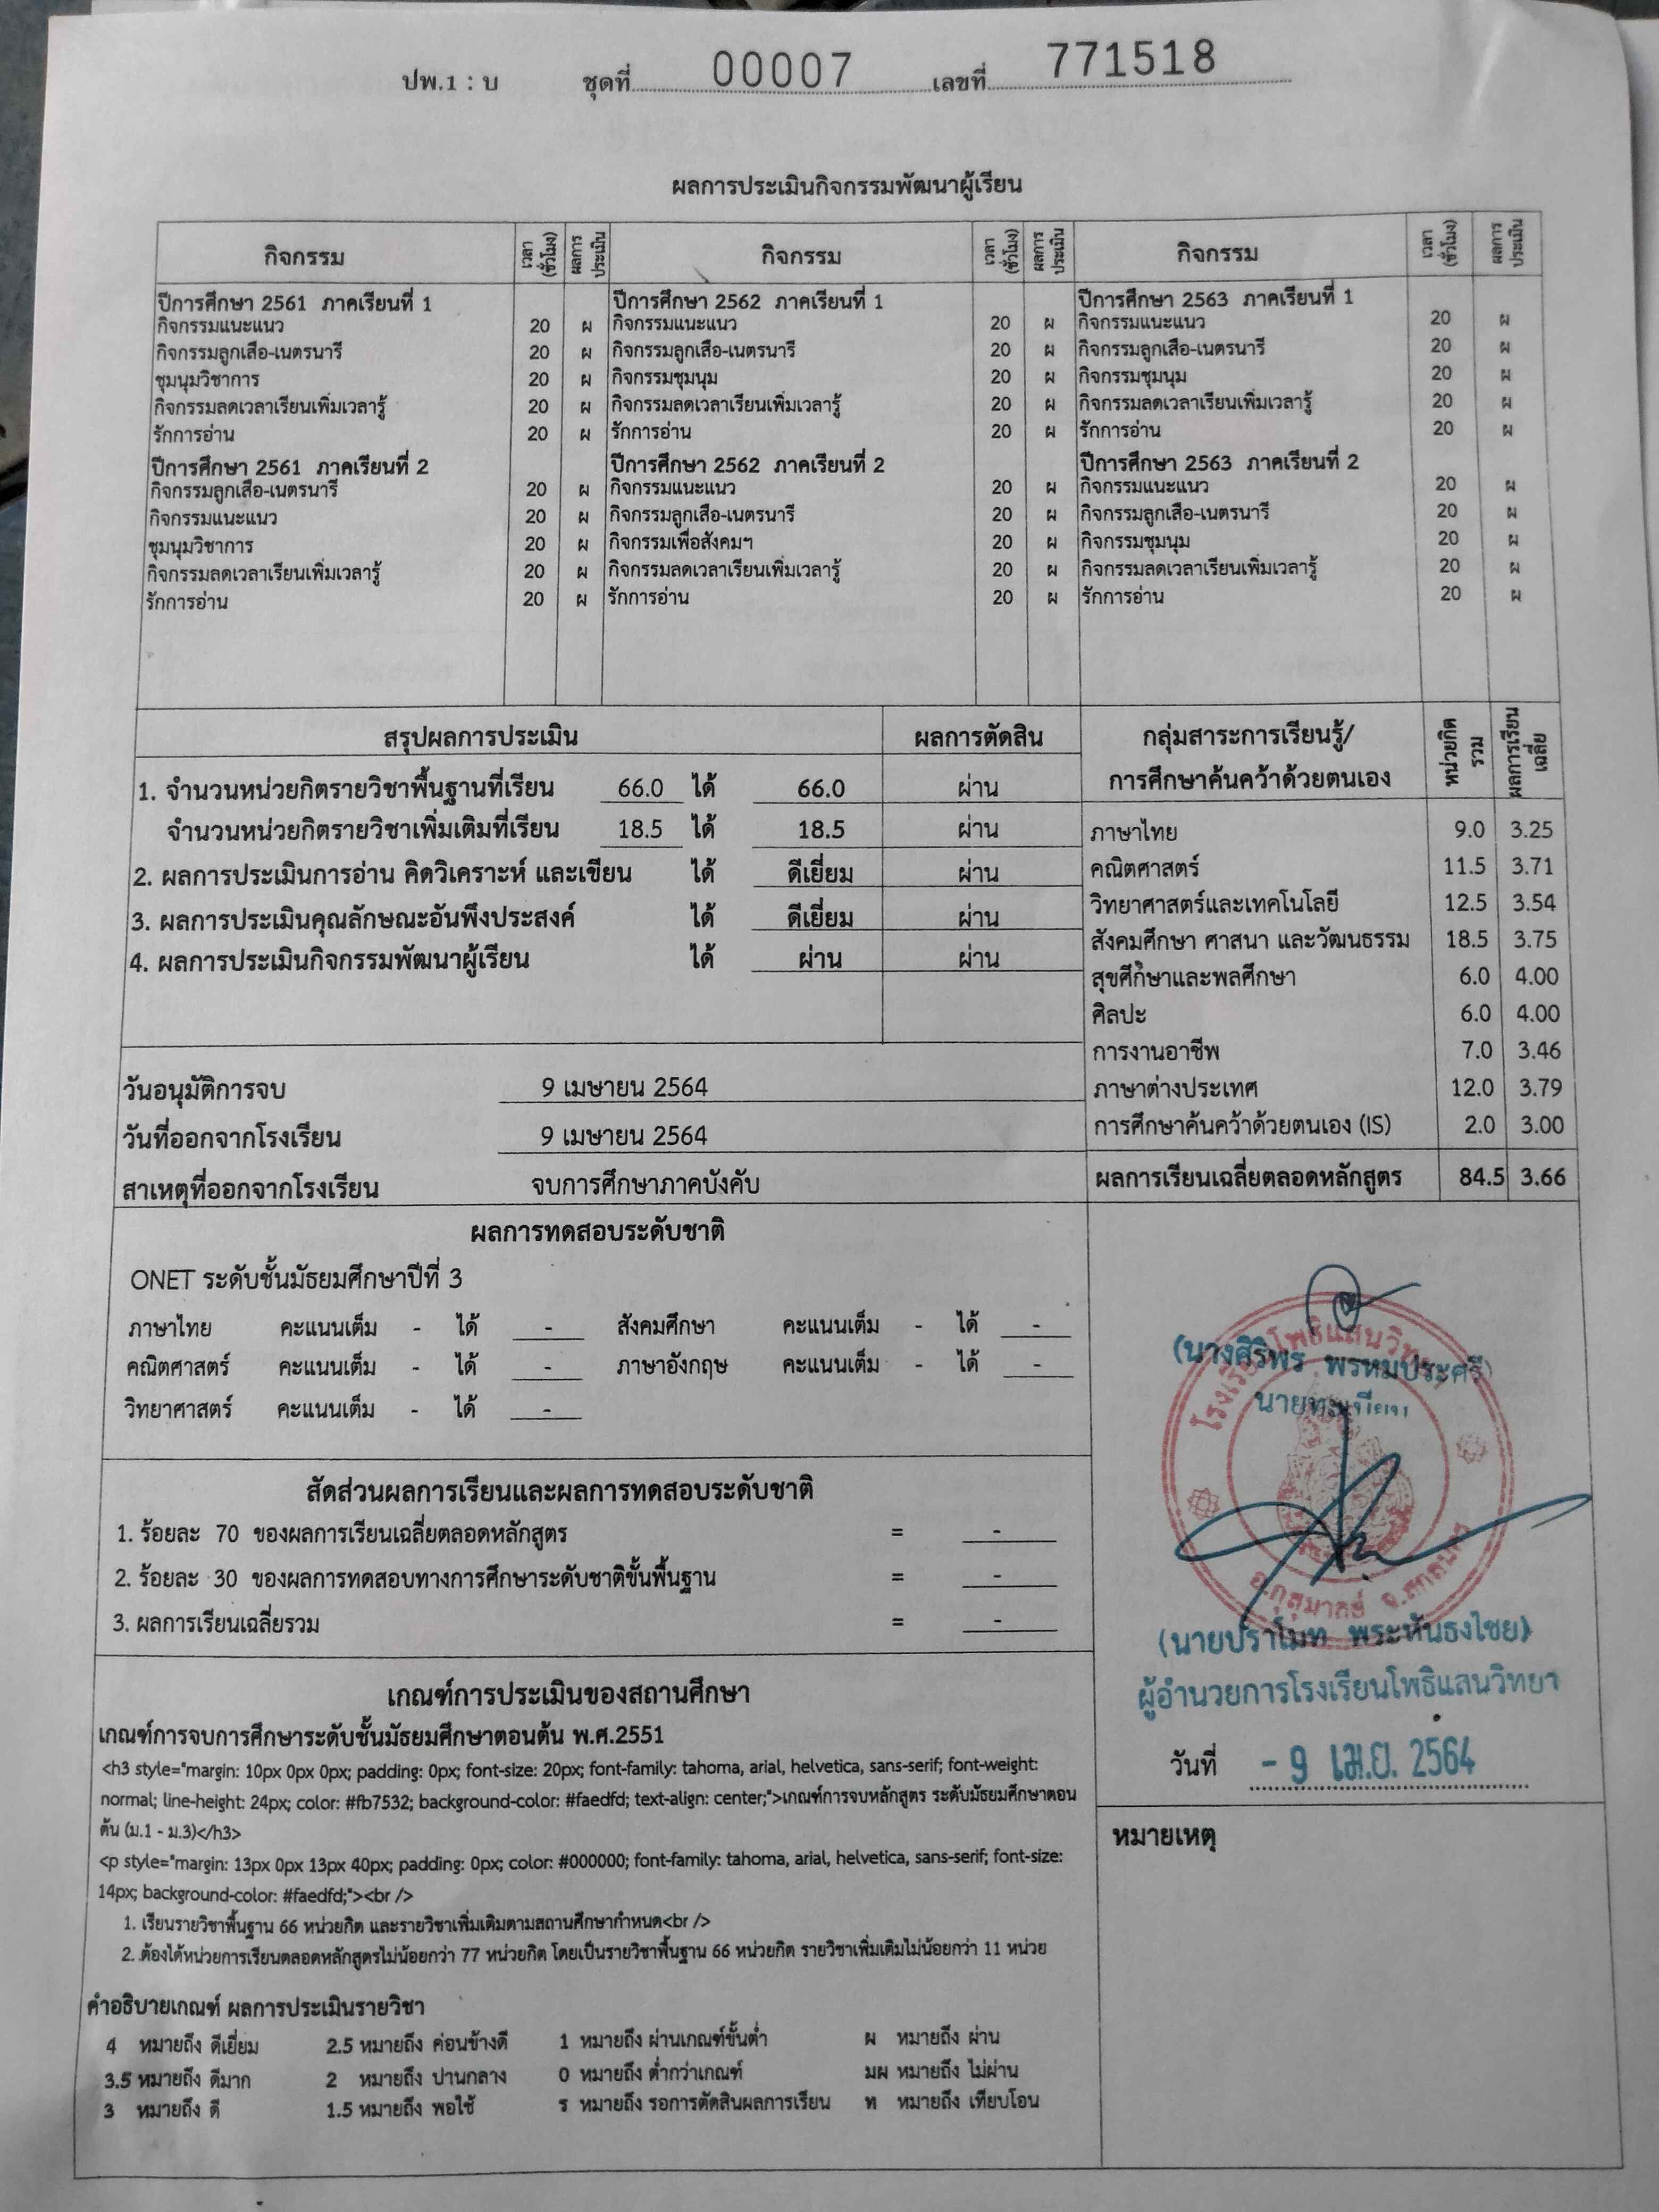 ปพ.1 : บ ชุดที่ 00007 เลขที่ 771518
ผลการประเมินกิจกรรมพัฒนาผู้เรียน
กิจกรรม เวลา (ชั่วโมง) ผลการประเมิน กิจกรรม เวลา (ชั่วโมง) ผลการประเมิน กิจกรรม เวลา (ชั่วโมง) ผลการประเมิน
ปีการศึกษา 2561 ภาคเรียนที่ 1 ปีการศึกษา 2562 ภาคเรียนที่ 1 ปีการศึกษา 2563 ภาคเรียนที่ 1
กิจกรรมแนะแนว 20 ผ กิจกรรมแนะแนว 20 ผ กิจกรรมแนะแนว 20 ผ
กิจกรรมลูกเสือ-เนตรนารี 20 ผ กิจกรรมลูกเสือ-เนตรนารี 20 ผ กิจกรรมลูกเสือ-เนตรนารี 20 ผ
ชุมนุมวิชาการ 20 ผ กิจกรรมชุมนุม 20 ผ กิจกรรมชุมนุม 20 ผ
กิจกรรมลดเวลาเรียนเพิ่มเวลารู้ 20 ผ กิจกรรมลดเวลาเรียนเพิ่มเวลารู้ 20 ผ กิจกรรมลดเวลาเรียนเพิ่มเวลารู้ 20 ผ
รักการอ่าน 20 ผ รักการอ่าน 20 ผ รักการอ่าน 20 ผ
ปีการศึกษา 2561 ภาคเรียนที่ 2 ปีการศึกษา 2562 ภาคเรียนที่ 2 ปีการศึกษา 2563 ภาคเรียนที่ 2
กิจกรรมลูกเสือ-เนตรนารี 20 ผ กิจกรรมแนะแนว 20 ผ กิจกรรมแนะแนว 20 ผ
กิจกรรมแนะแนว 20 ผ กิจกรรมลูกเสือ-เนตรนารี 20 ผ กิจกรรมลูกเสือ-เนตรนารี 20 ผ
ชุมนุมวิชาการ 20 ผ กิจกรรมเพื่อสังคมฯ 20 ผ กิจกรรมชุมนุม 20 ผ
กิจกรรมลดเวลาเรียนเพิ่มเวลารู้ 20 ผ กิจกรรมลดเวลาเรียนเพิ่มเวลารู้ 20 ผ กิจกรรมลดเวลาเรียนเพิ่มเวลารู้ 20 ผ
รักการอ่าน 20 ผ รักการอ่าน 20 ผ รักการอ่าน 20 ผ
สรุปผลการประเมิน ผลการตัดสิน
1. จำนวนหน่วยกิตรายวิชาพื้นฐานที่เรียน 66.0 ได้ 66.0 ผ่าน
จำนวนหน่วยกิตรายวิชาเพิ่มเติมที่เรียน 18.5 ได้ 18.5 ผ่าน
2. ผลการประเมินการอ่าน คิดวิเคราะห์ และเขียน ได้ ดีเยี่ยม ผ่าน
3. ผลการประเมินคุณลักษณะอันพึงประสงค์ ได้ ดีเยี่ยม ผ่าน
4. ผลการประเมินกิจกรรมพัฒนาผู้เรียน ได้ ผ่าน ผ่าน
วันอนุมัติการจบ 9 เมษายน 2564
วันที่ออกจากโรงเรียน 9 เมษายน 2564
สาเหตุที่ออกจากโรงเรียน จบการศึกษาภาคบังคับ
กลุ่มสาระการเรียนรู้/ หน่วยกิตรวม ผลการเรียนเฉลี่ย
การศึกษาค้นคว้าด้วยตนเอง
ภาษาไทย 9.0 3.25
คณิตศาสตร์ 11.5 3.71
วิทยาศาสตร์และเทคโนโลยี 12.5 3.54
สังคมศึกษา ศาสนา และวัฒนธรรม 18.5 3.75
สุขศึกษาและพลศึกษา 6.0 4.00
ศิลปะ 6.0 4.00
การงานอาชีพ 7.0 3.46
ภาษาต่างประเทศ 12.0 3.79
การศึกษาค้นคว้าด้วยตนเอง (IS) 2.0 3.00
ผลการเรียนเฉลี่ยตลอดหลักสูตร 84.5 3.66
ผลการทดสอบระดับชาติ
ONET ระดับชั้นมัธยมศึกษาปีที่ 3
ภาษาไทย คะแนนเต็ม - ได้ - สังคมศึกษา คะแนนเต็ม - ได้ -
คณิตศาสตร์ คะแนนเต็ม - ได้ - ภาษาอังกฤษ คะแนนเต็ม - ได้ -
วิทยาศาสตร์ คะแนนเต็ม - ได้ -
สัดส่วนผลการเรียนและผลการทดสอบระดับชาติ
1. ร้อยละ 70 ของผลการเรียนเฉลี่ยตลอดหลักสูตร = -
2. ร้อยละ 30 ของผลการทดสอบทางการศึกษาระดับชาติขั้นพื้นฐาน = -
3. ผลการเรียนเฉลี่ยรวม = -
เกณฑ์การประเมินของสถานศึกษา
เกณฑ์การจบการศึกษาระดับชั้นมัธยมศึกษาตอนต้น พ.ศ.2551
<h3 style="margin: 10px 0px 0px; padding: 0px; font-size: 20px; font-family: tahoma, arial, helvetica, sans-serif; font-weight:
normal; line-height: 24px; color: #fb7532; background-color: #faedfd; text-align: center;">เกณฑ์การจบหลักสูตร ระดับมัธยมศึกษาตอน
ต้น (ม.1 - ม.3)</h3>
<p style="margin: 13px 0px 13px 40px; padding: 0px; color: #000000; font-family: tahoma, arial, helvetica, sans-serif; font-size:
14px; background-color: #faedfd;"><br />
1. เรียนรายวิชาพื้นฐาน 66 หน่วยกิต และรายวิชาเพิ่มเติมตามสถานศึกษากำหนด<br />
2. ต้องได้หน่วยการเรียนตลอดหลักสูตรไม่น้อยกว่า 77 หน่วยกิต โดยเป็นรายวิชาพื้นฐาน 66 หน่วยกิต รายวิชาเพิ่มเติมไม่น้อยกว่า 11 หน่วย
คำอธิบายเกณฑ์ ผลการประเมินรายวิชา
4 หมายถึง ดีเยี่ยม 2.5 หมายถึง ค่อนข้างดี 1 หมายถึง ผ่านเกณฑ์ขั้นต่ำ ผ หมายถึง ผ่าน
3.5 หมายถึง ดีมาก 2 หมายถึง ปานกลาง 0 หมายถึง ต่ำกว่าเกณฑ์ มผ หมายถึง ไม่ผ่าน
3 หมายถึง ดี 1.5 หมายถึง พอใช้ ร หมายถึง รอการตัดสินผลการเรียน ท หมายถึง เทียบโอน
(นางศิริพร พรหมประศรี)
นายทะเบียน
โรงเรียนโพธิแสนวิทยา
อ.กุสุมาลย์ จ.สกลนคร
(นายปราโมท พระหันธงไชย)
ผู้อำนวยการโรงเรียนโพธิแสนวิทยา
วันที่ - 9 เม.ย. 2564
หมายเหตุ